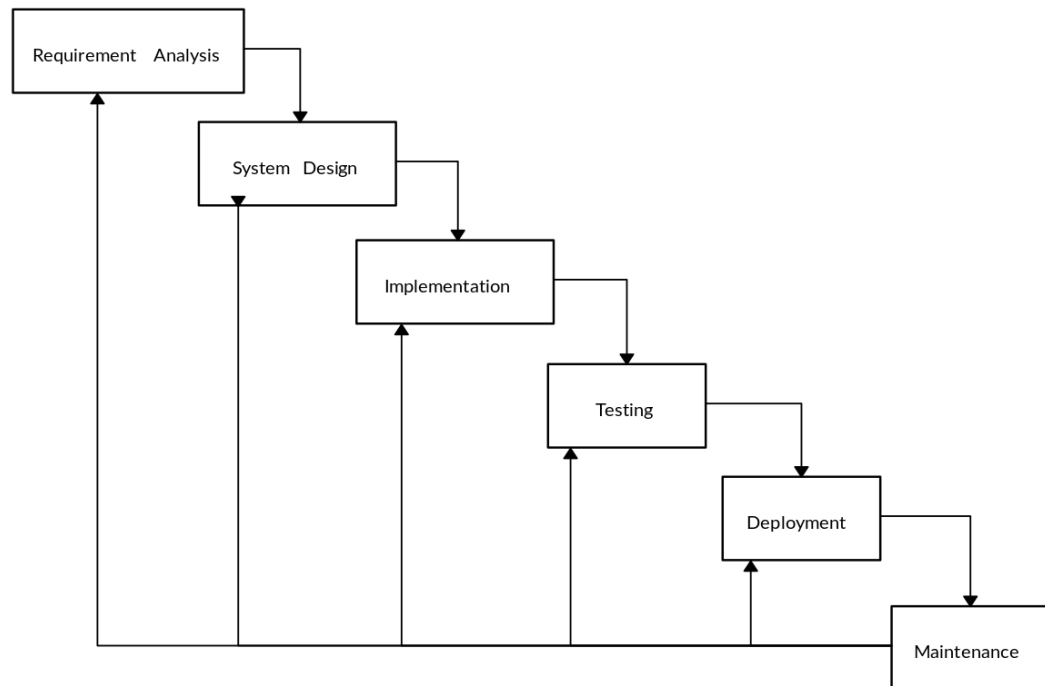 Requirement Analysis
System Design
Implementation
Testing
Deployment
Maintenance